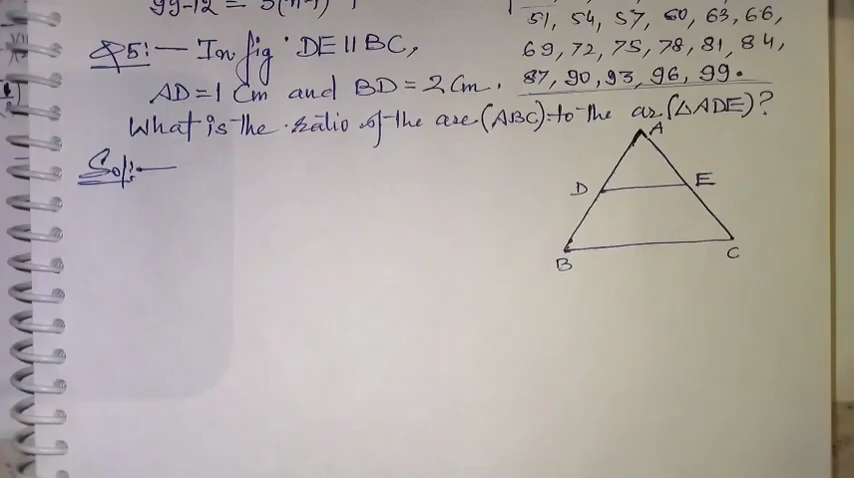 99-12 = 3(n-1)
51, 54, 57, 60, 63, 66,
69, 72, 75, 78, 81, 84,
87, 90, 93, 96, 99.
Q5:— In fig DE || BC,
AD = 1 Cm and BD = 2 Cm.
What is the ratio of the are(ABC) to the ar(△ADE)?
Sol:—
A
D
E
B
C